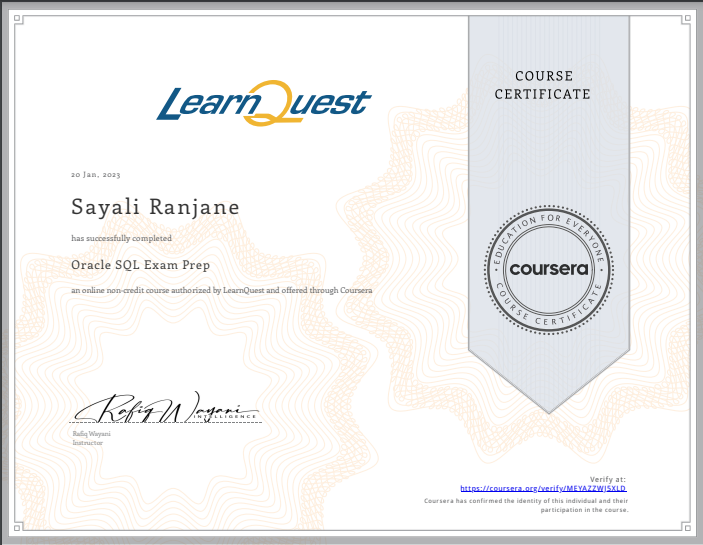 COURSE
CERTIFICATE
LearnQuest
20 Jan, 2023
Sayali Ranjane
has successfully completed
Oracle SQL Exam Prep
an online non-credit course authorized by LearnQuest and offered through Coursera
EDUCATION FOR EVERYONE
coursera
COURSE CERTIFICATE
Rafiq Wayani
INTELLIGENCE
Rafiq Wayani
Instructor
Verify at:
https://coursera.org/verify/MEYAZZWJ5XLD
Coursera has confirmed the identity of this individual and their
participation in the course.